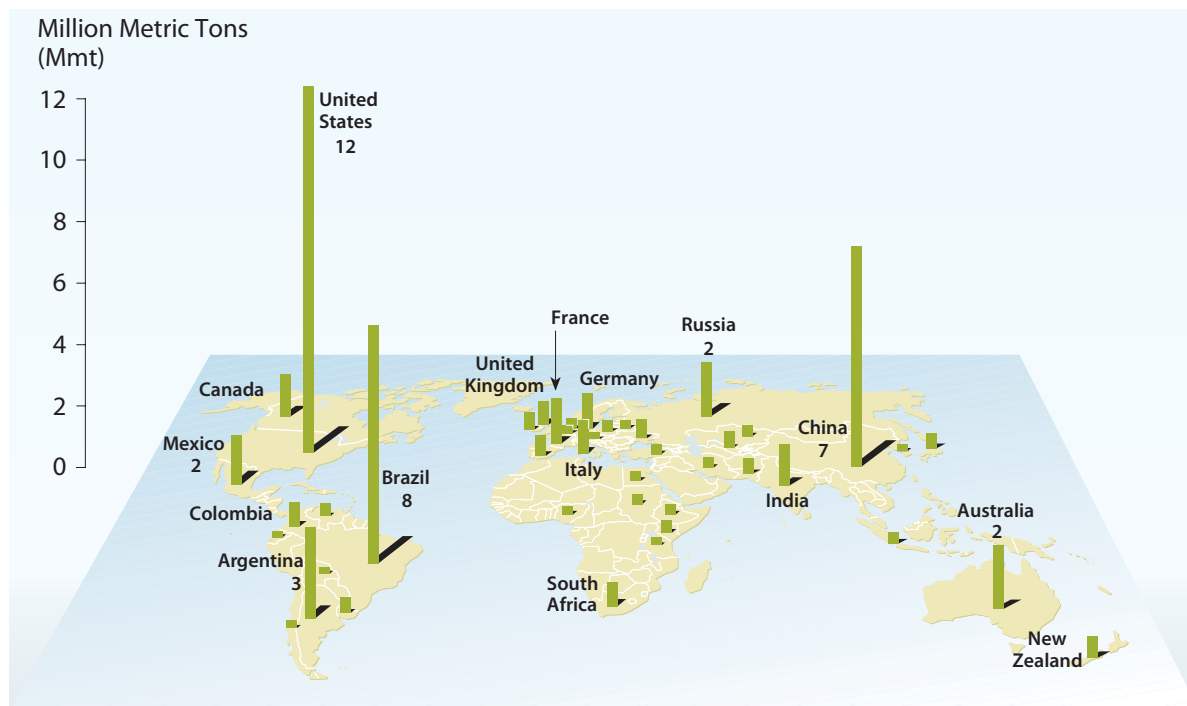 Million Metric Tons
(Mmt)
12
10
8
6
4
2
0
United
States
12
Canada
Mexico
2
Brazil
8
Colombia
Argentina
3
France
United
Kingdom
Germany
Italy
Russia
2
China
7
India
South
Africa
Australia
2
New
Zealand